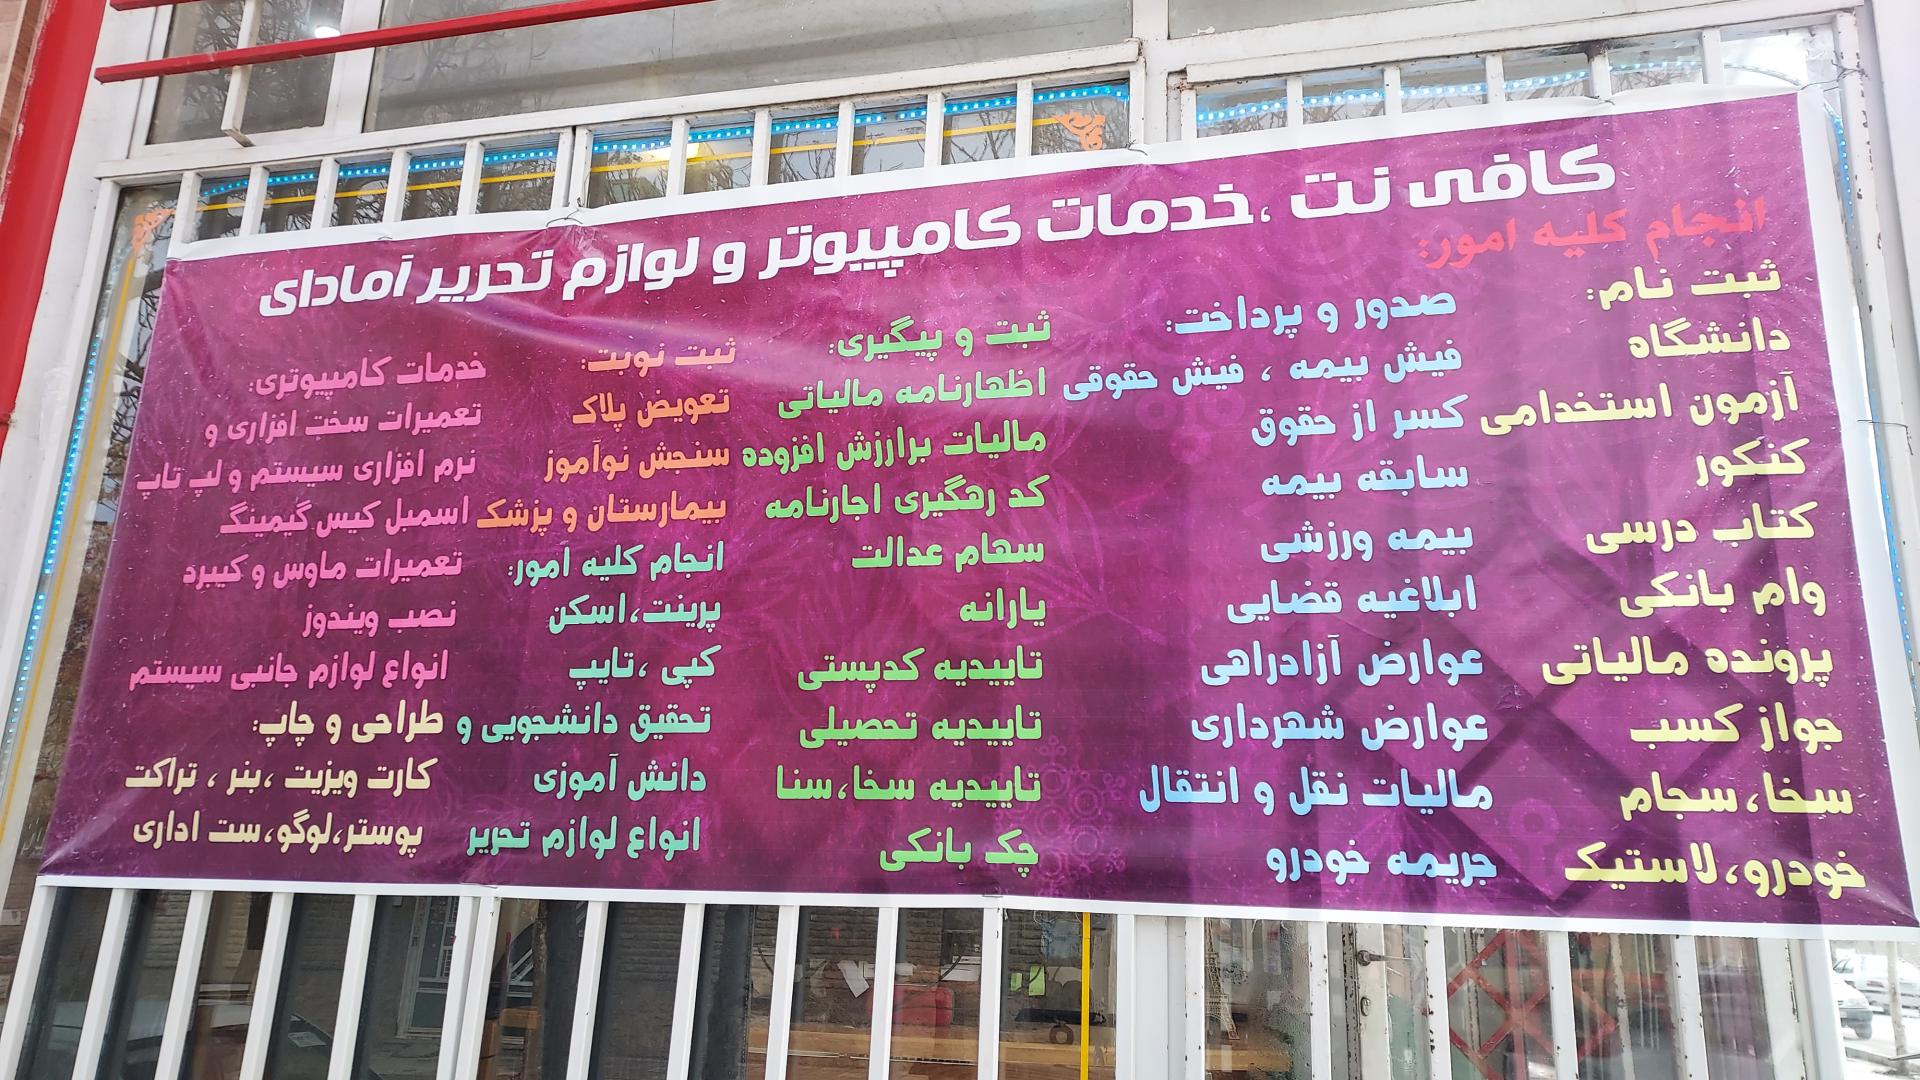 کافی نت ،خدمات کامپیوتر و لوازم تحریر آمادای
انجام کلیه امور:
ثبت نام:
دانشگاه
آزمون استخدامی
کنکور
کتاب درسی
وام بانکی
پرونده مالیاتی
جواز کسب
سخا،سجام
خودرو،لاستیک
صدور و پرداخت:
فیش بیمه ، فیش حقوقی
کسر از حقوق
سابقه بیمه
بیمه ورزشی
ابلاغیه قضایی
عوارض آزادراهی
عوارض شهرداری
مالیات نقل و انتقال
جریمه خودرو
ثبت و پیگیری:
اظهارنامه مالیاتی
مالیات برارزش افزوده
کد رهگیری اجارنامه
سهام عدالت
یارانه
تاییدیه کدپستی
تاییدیه تحصیلی
تاییدیه سخا،سنا
چک بانکی
ثبت نوبت:
تعویض پلاک
سنجش نوآموز
بیمارستان و پزشک
انجام کلیه امور:
پرینت،اسکن
کپی ،تایپ
تحقیق دانشجویی و
دانش آموزی
انواع لوازم تحریر
خدمات کامپیوتری:
تعمیرات سخت افزاری و
نرم افزاری سیستم و لپ تاپ
اسمبل کیس گیمینگ
تعمیرات ماوس و کیبرد
نصب ویندوز
انواع لوازم جانبی سیستم
طراحی و چاپ:
کارت ویزیت ،بنر ، تراکت
پوستر،لوگو،ست اداری